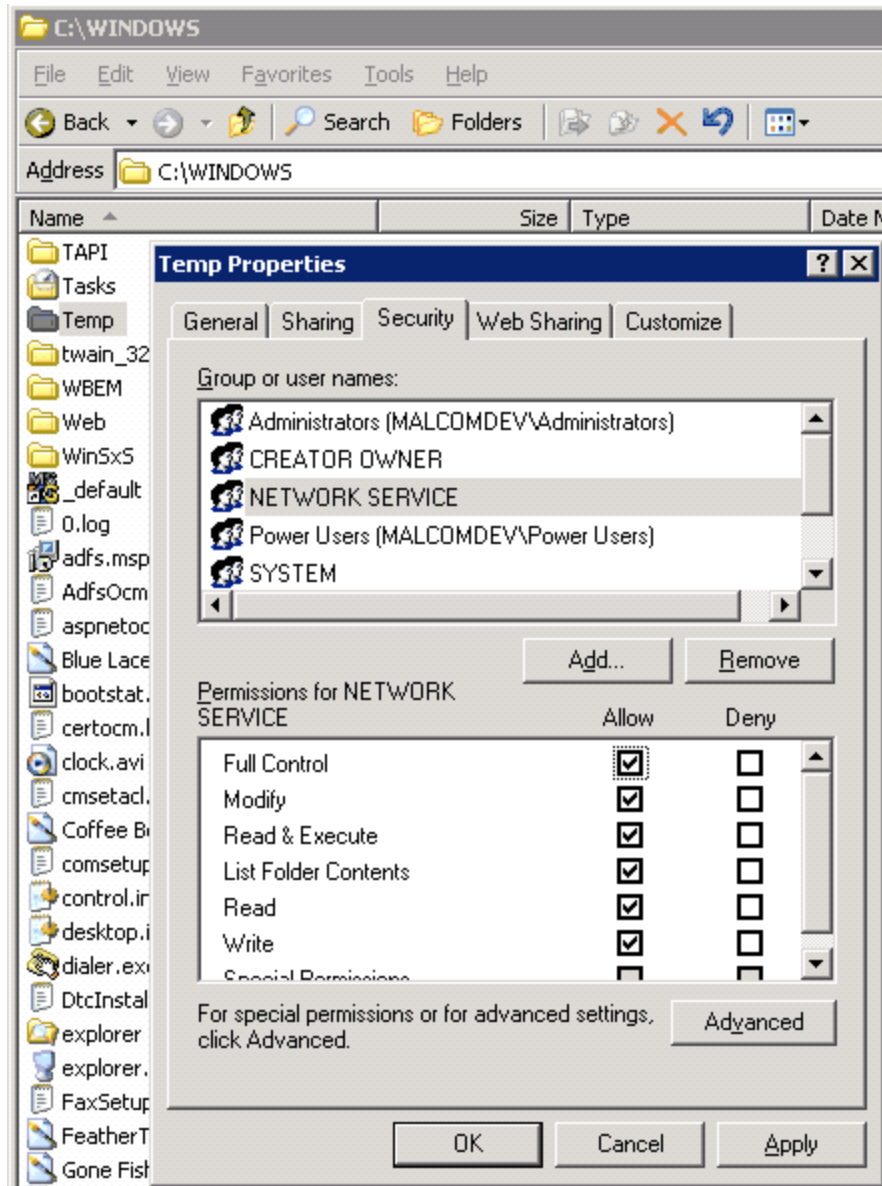 C:\WINDOWS
File Edit View Favorites Tools Help
Back Search Folders
Address C:\WINDOWS
Name Size Type Date
TAPI
Tasks
Temp
twain_32
WBEM
Web
WinSxS
_default
0.log
adfs.msp
AdfsOcm
aspnetoc
Blue Lace
bootstat.
certocm.l
clock.avi
cmsetacl.
Coffee B
comsetup
control.in
desktop.i
dialer.ex
DtcInstal
explorer
explorer.
FaxSetup
FeatherT
Gone Fish
Temp Properties
General Sharing Security Web Sharing Customize
Group or user names:
Administrators (MALCOMDEV\Administrators)
CREATOR OWNER
NETWORK SERVICE
Power Users (MALCOMDEV\Power Users)
SYSTEM
Add... Remove
Permissions for NETWORK
SERVICE Allow Deny
Full Control
Modify
Read & Execute
List Folder Contents
Read
Write
Special Permissions
For special permissions or for advanced settings,
click Advanced.
Advanced
OK Cancel Apply